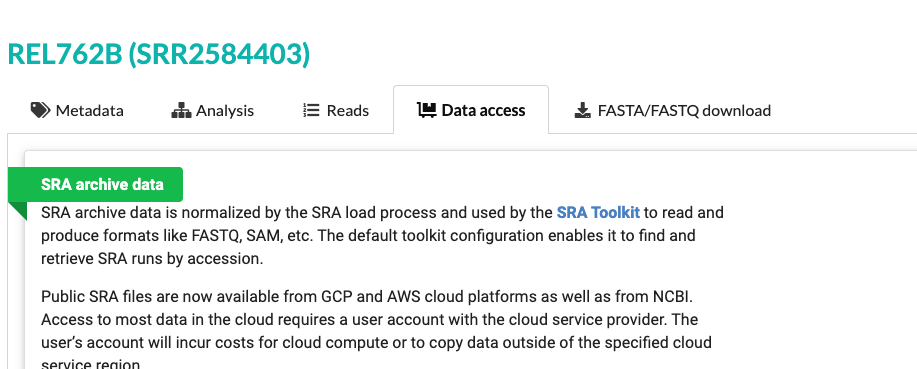 REL762B (SRR2584403)
Metadata
Analysis
Reads
Data access
FASTA/FASTQ download
SRA archive data
SRA archive data is normalized by the SRA load process and used by the SRA Toolkit to read and
produce formats like FASTQ, SAM, etc. The default toolkit configuration enables it to find and
retrieve SRA runs by accession.
Public SRA files are now available from GCP and AWS cloud platforms as well as from NCBI.
Access to most data in the cloud requires a user account with the cloud service provider. The
user’s account will incur costs for cloud compute or to copy data outside of the specified cloud
service region.